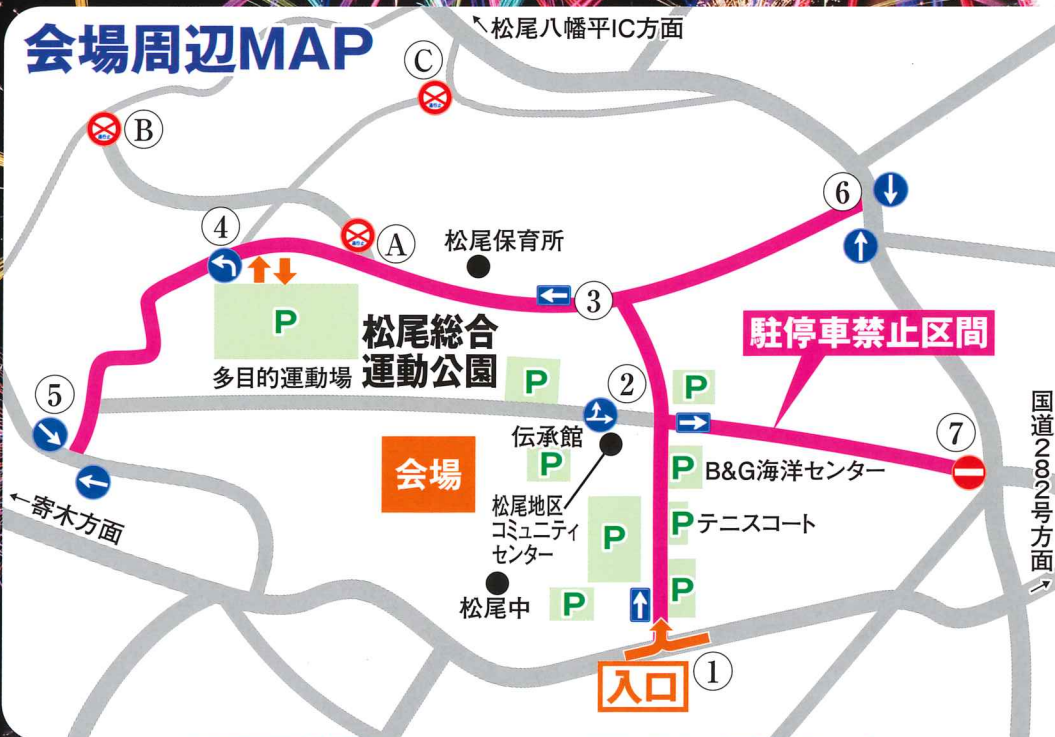 会場周辺MAP
↖松尾八幡平IC方面
C
B
6
4
A
松尾保育所
3
P
松尾総合
運動公園
駐停車禁止区間
多目的運動場
P
2
P
5
伝承館
7
国道282号方面→
会場
P
P
B&G海洋センター
←寄木方面
松尾地区
コミュニティ
センター
P
P
テニスコート
松尾中
P
P
入口
1